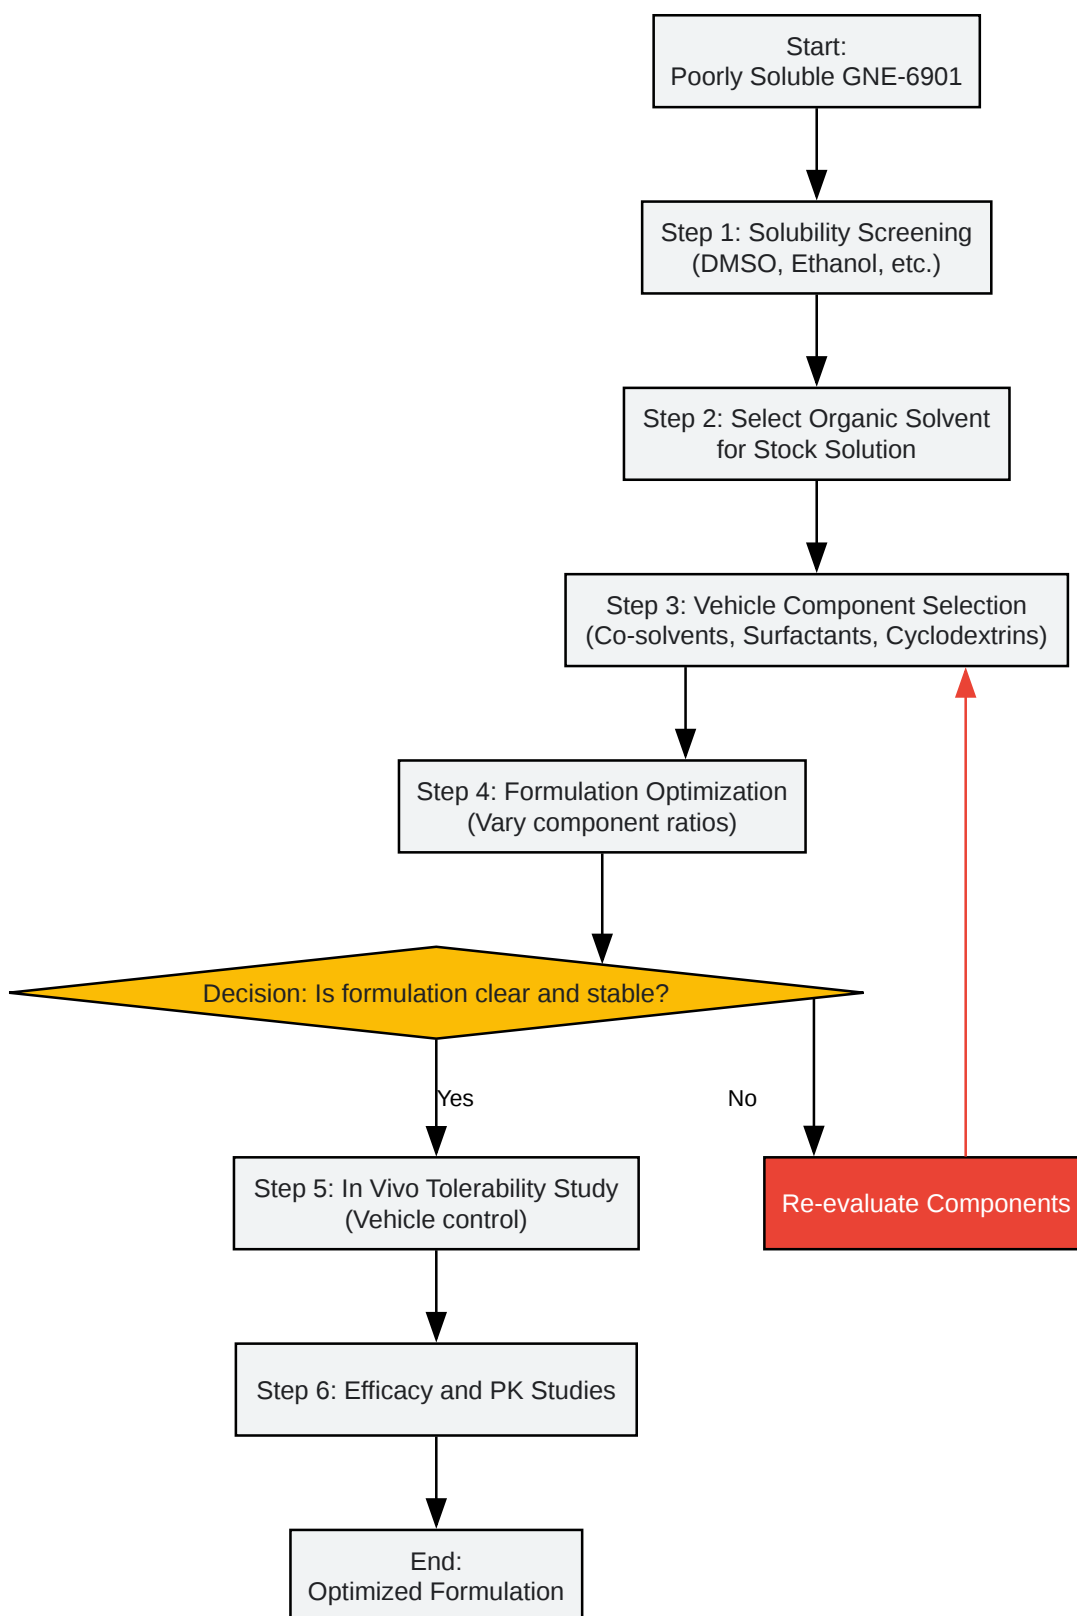 Start:
Poorly Soluble GNE-6901
Step 1: Solubility Screening
(DMSO, Ethanol, etc.)
Step 2: Select Organic Solvent
for Stock Solution
Step 3: Vehicle Component Selection
(Co-solvents, Surfactants, Cyclodextrins)
Step 4: Formulation Optimization
(Vary component ratios)
Decision: Is formulation clear and stable?
Yes
No
Step 5: In Vivo Tolerability Study
(Vehicle control)
Re-evaluate Components
Step 6: Efficacy and PK Studies
End:
Optimized Formulation